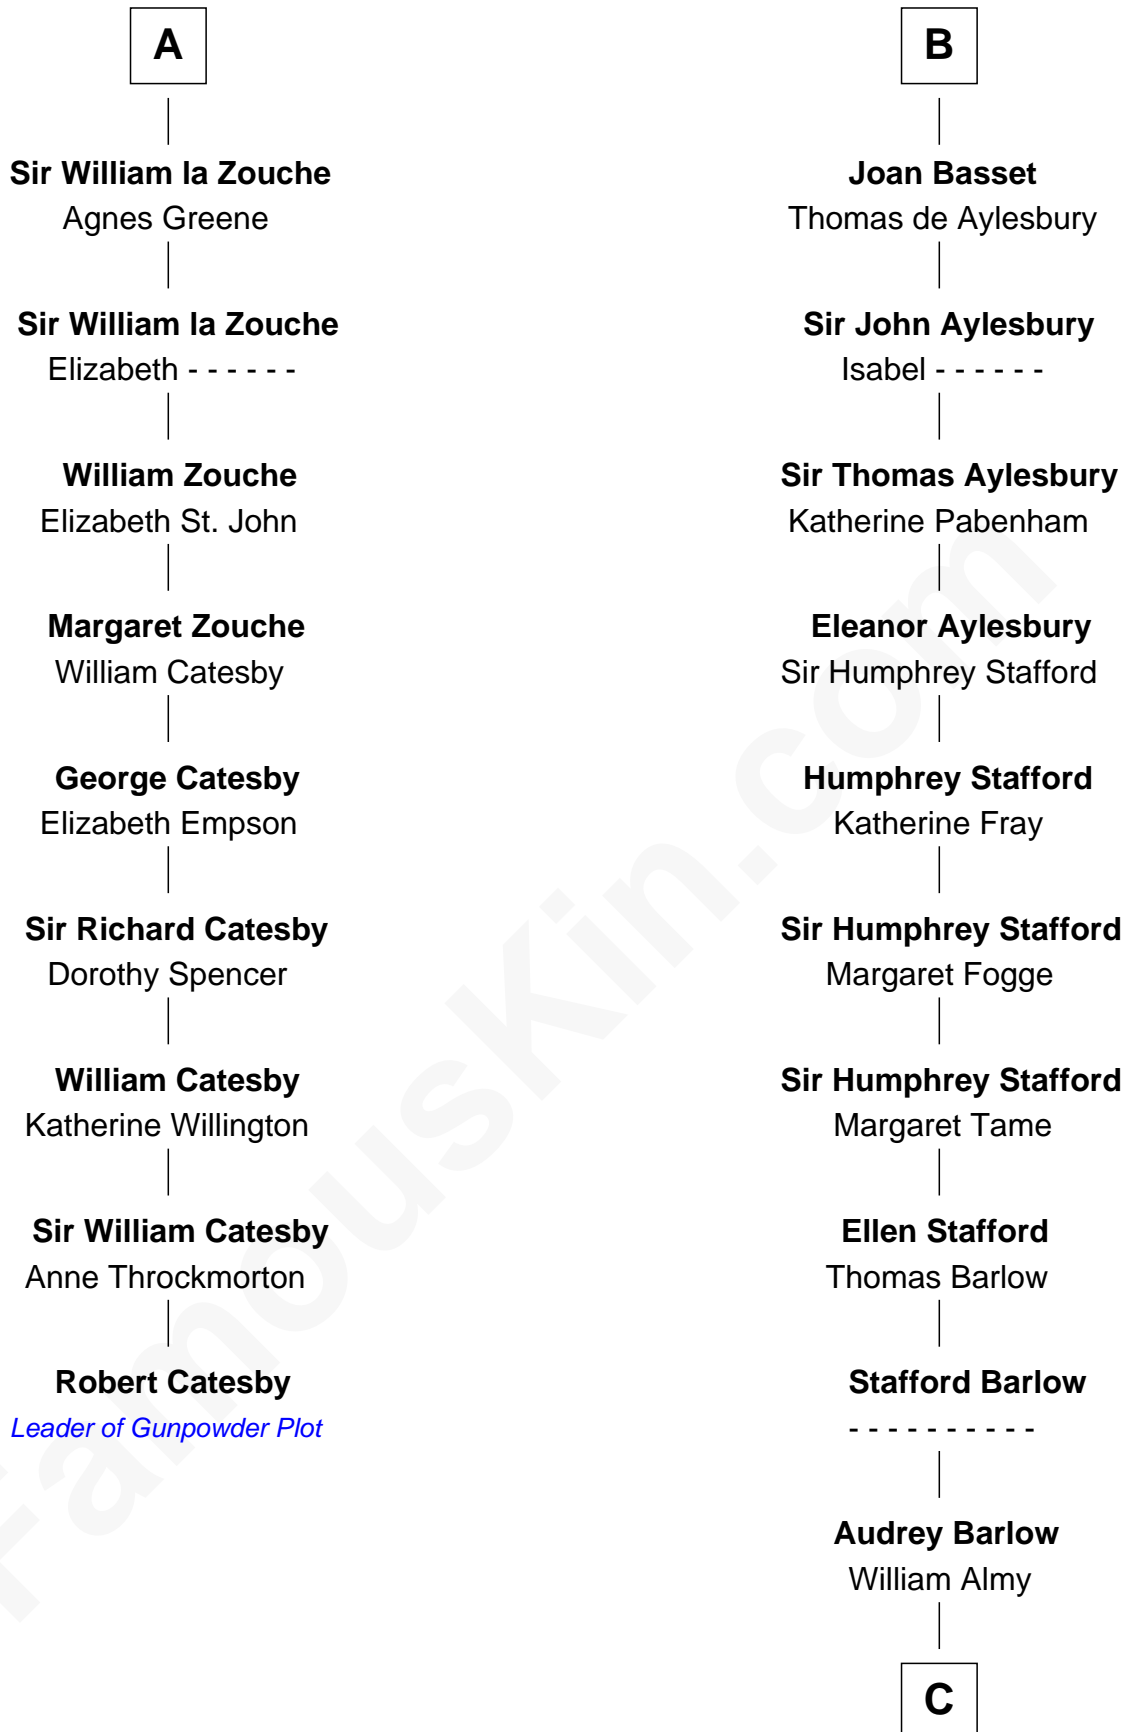 A
Sir William la Zouche
Agnes Greene
Sir William la Zouche
Elizabeth - - - - - -
William Zouche
Elizabeth St. John
Margaret Zouche
William Catesby
George Catesby
Elizabeth Empson
Sir Richard Catesby
Dorothy Spencer
William Catesby
Katherine Willington
Sir William Catesby
Anne Throckmorton
Robert Catesby
Leader of Gunpowder Plot
B
Joan Basset
Thomas de Aylesbury
Sir John Aylesbury
Isabel - - - - - -
Sir Thomas Aylesbury
Katherine Pabenham
Eleanor Aylesbury
Sir Humphrey Stafford
Humphrey Stafford
Katherine Fray
Sir Humphrey Stafford
Margaret Fogge
Sir Humphrey Stafford
Margaret Tame
Ellen Stafford
Thomas Barlow
Stafford Barlow
- - - - - - - - - -
Audrey Barlow
William Almy
C
FamousKin.com